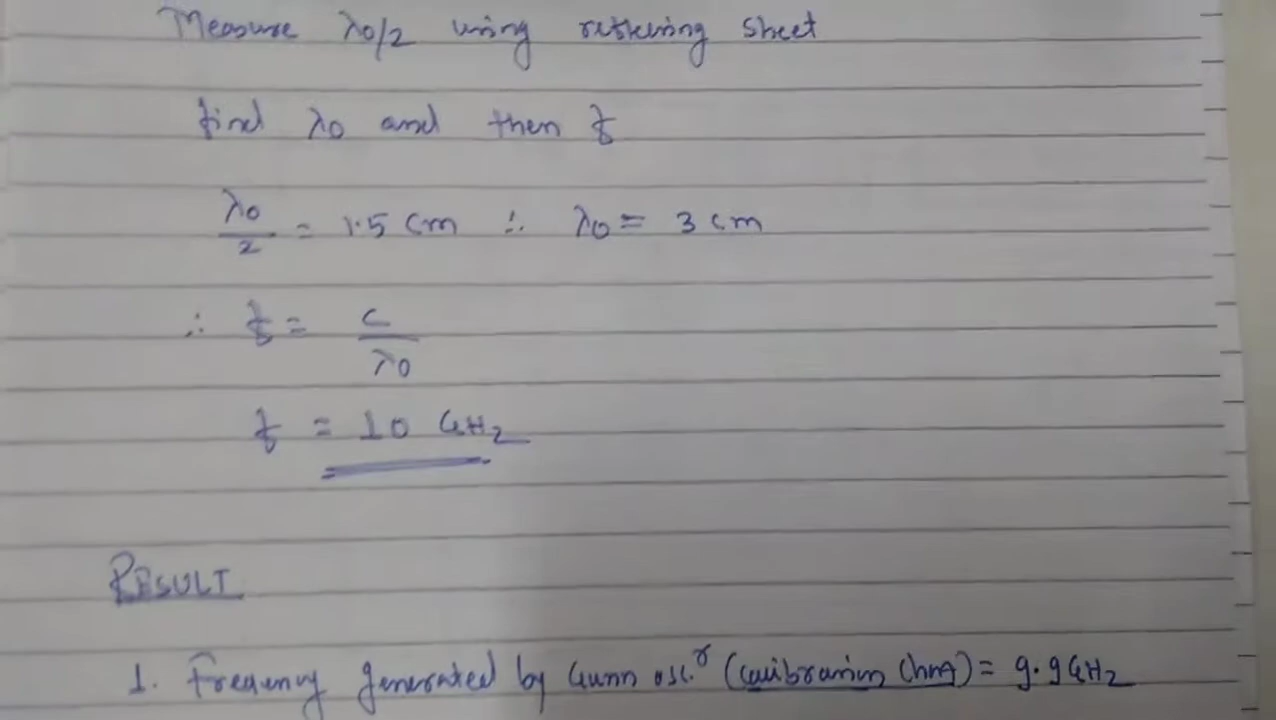 Measure λ0/2 using reflecting sheet
find λ0 and then f
λ0/2 = 1.5 cm ∴ λ0 = 3 cm
∴ f = c/λ0
f = 10 GHz
RESULT
1. Frequency generated by Gunn osc.r (calibration chart) = 9.9 GHz